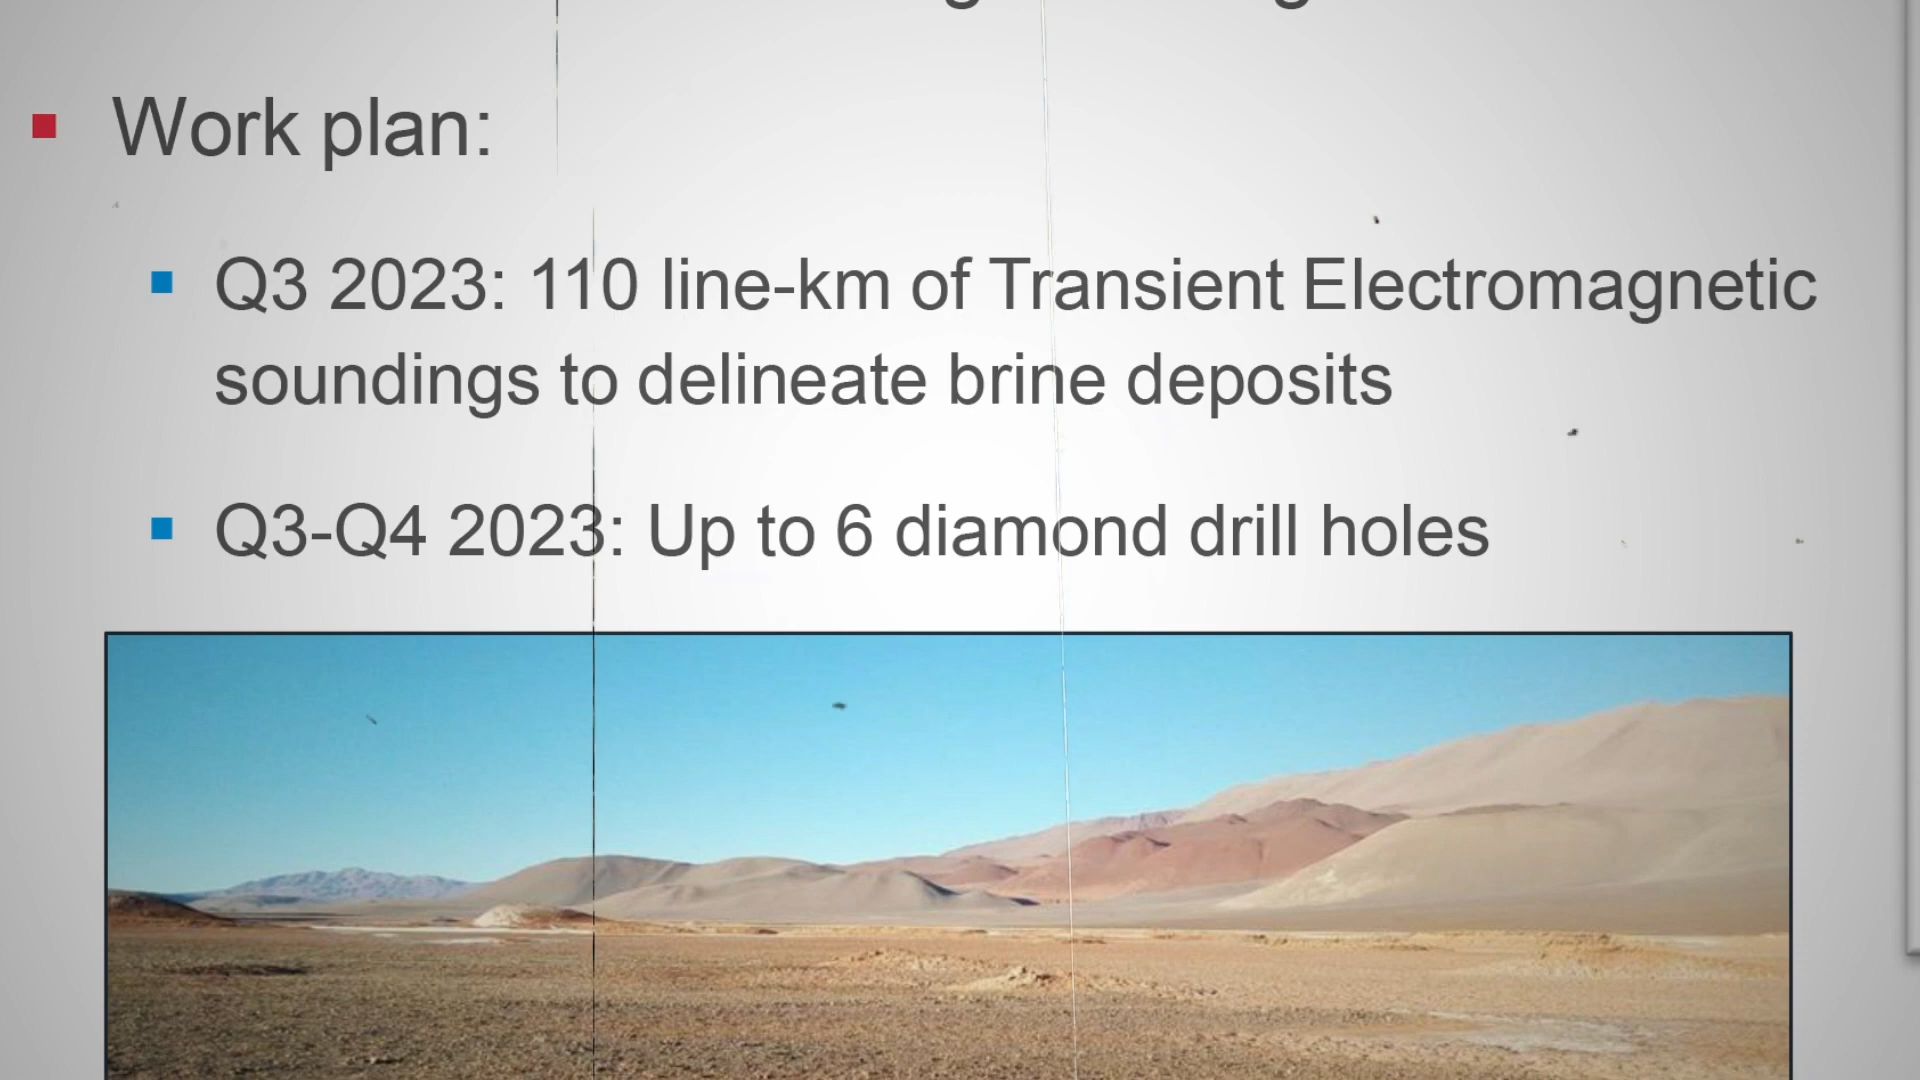 Work plan:
Q3 2023: 110 line-km of Transient Electromagnetic
soundings to delineate brine deposits
Q3-Q4 2023: Up to 6 diamond drill holes